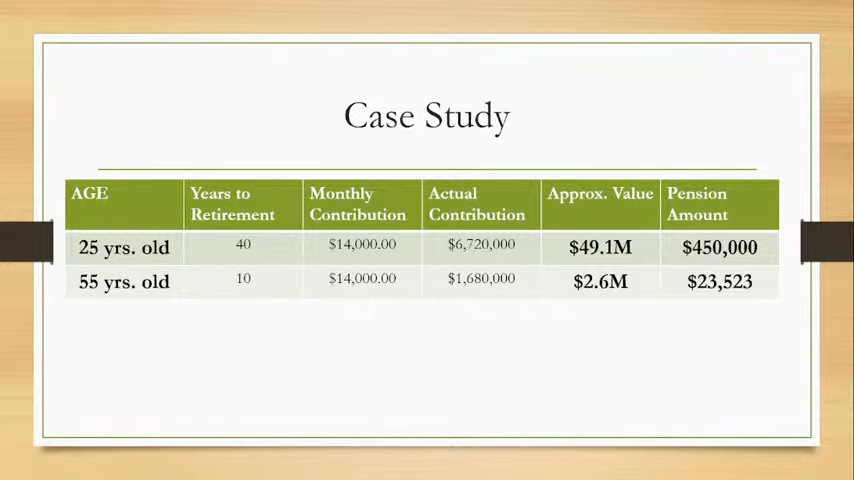 Case Study
AGE Years to Retirement Monthly Contribution Actual Contribution Approx. Value Pension Amount
25 yrs. old 40 $14,000.00 $6,720,000 $49.1M $450,000
55 yrs. old 10 $14,000.00 $1,680,000 $2.6M $23,523